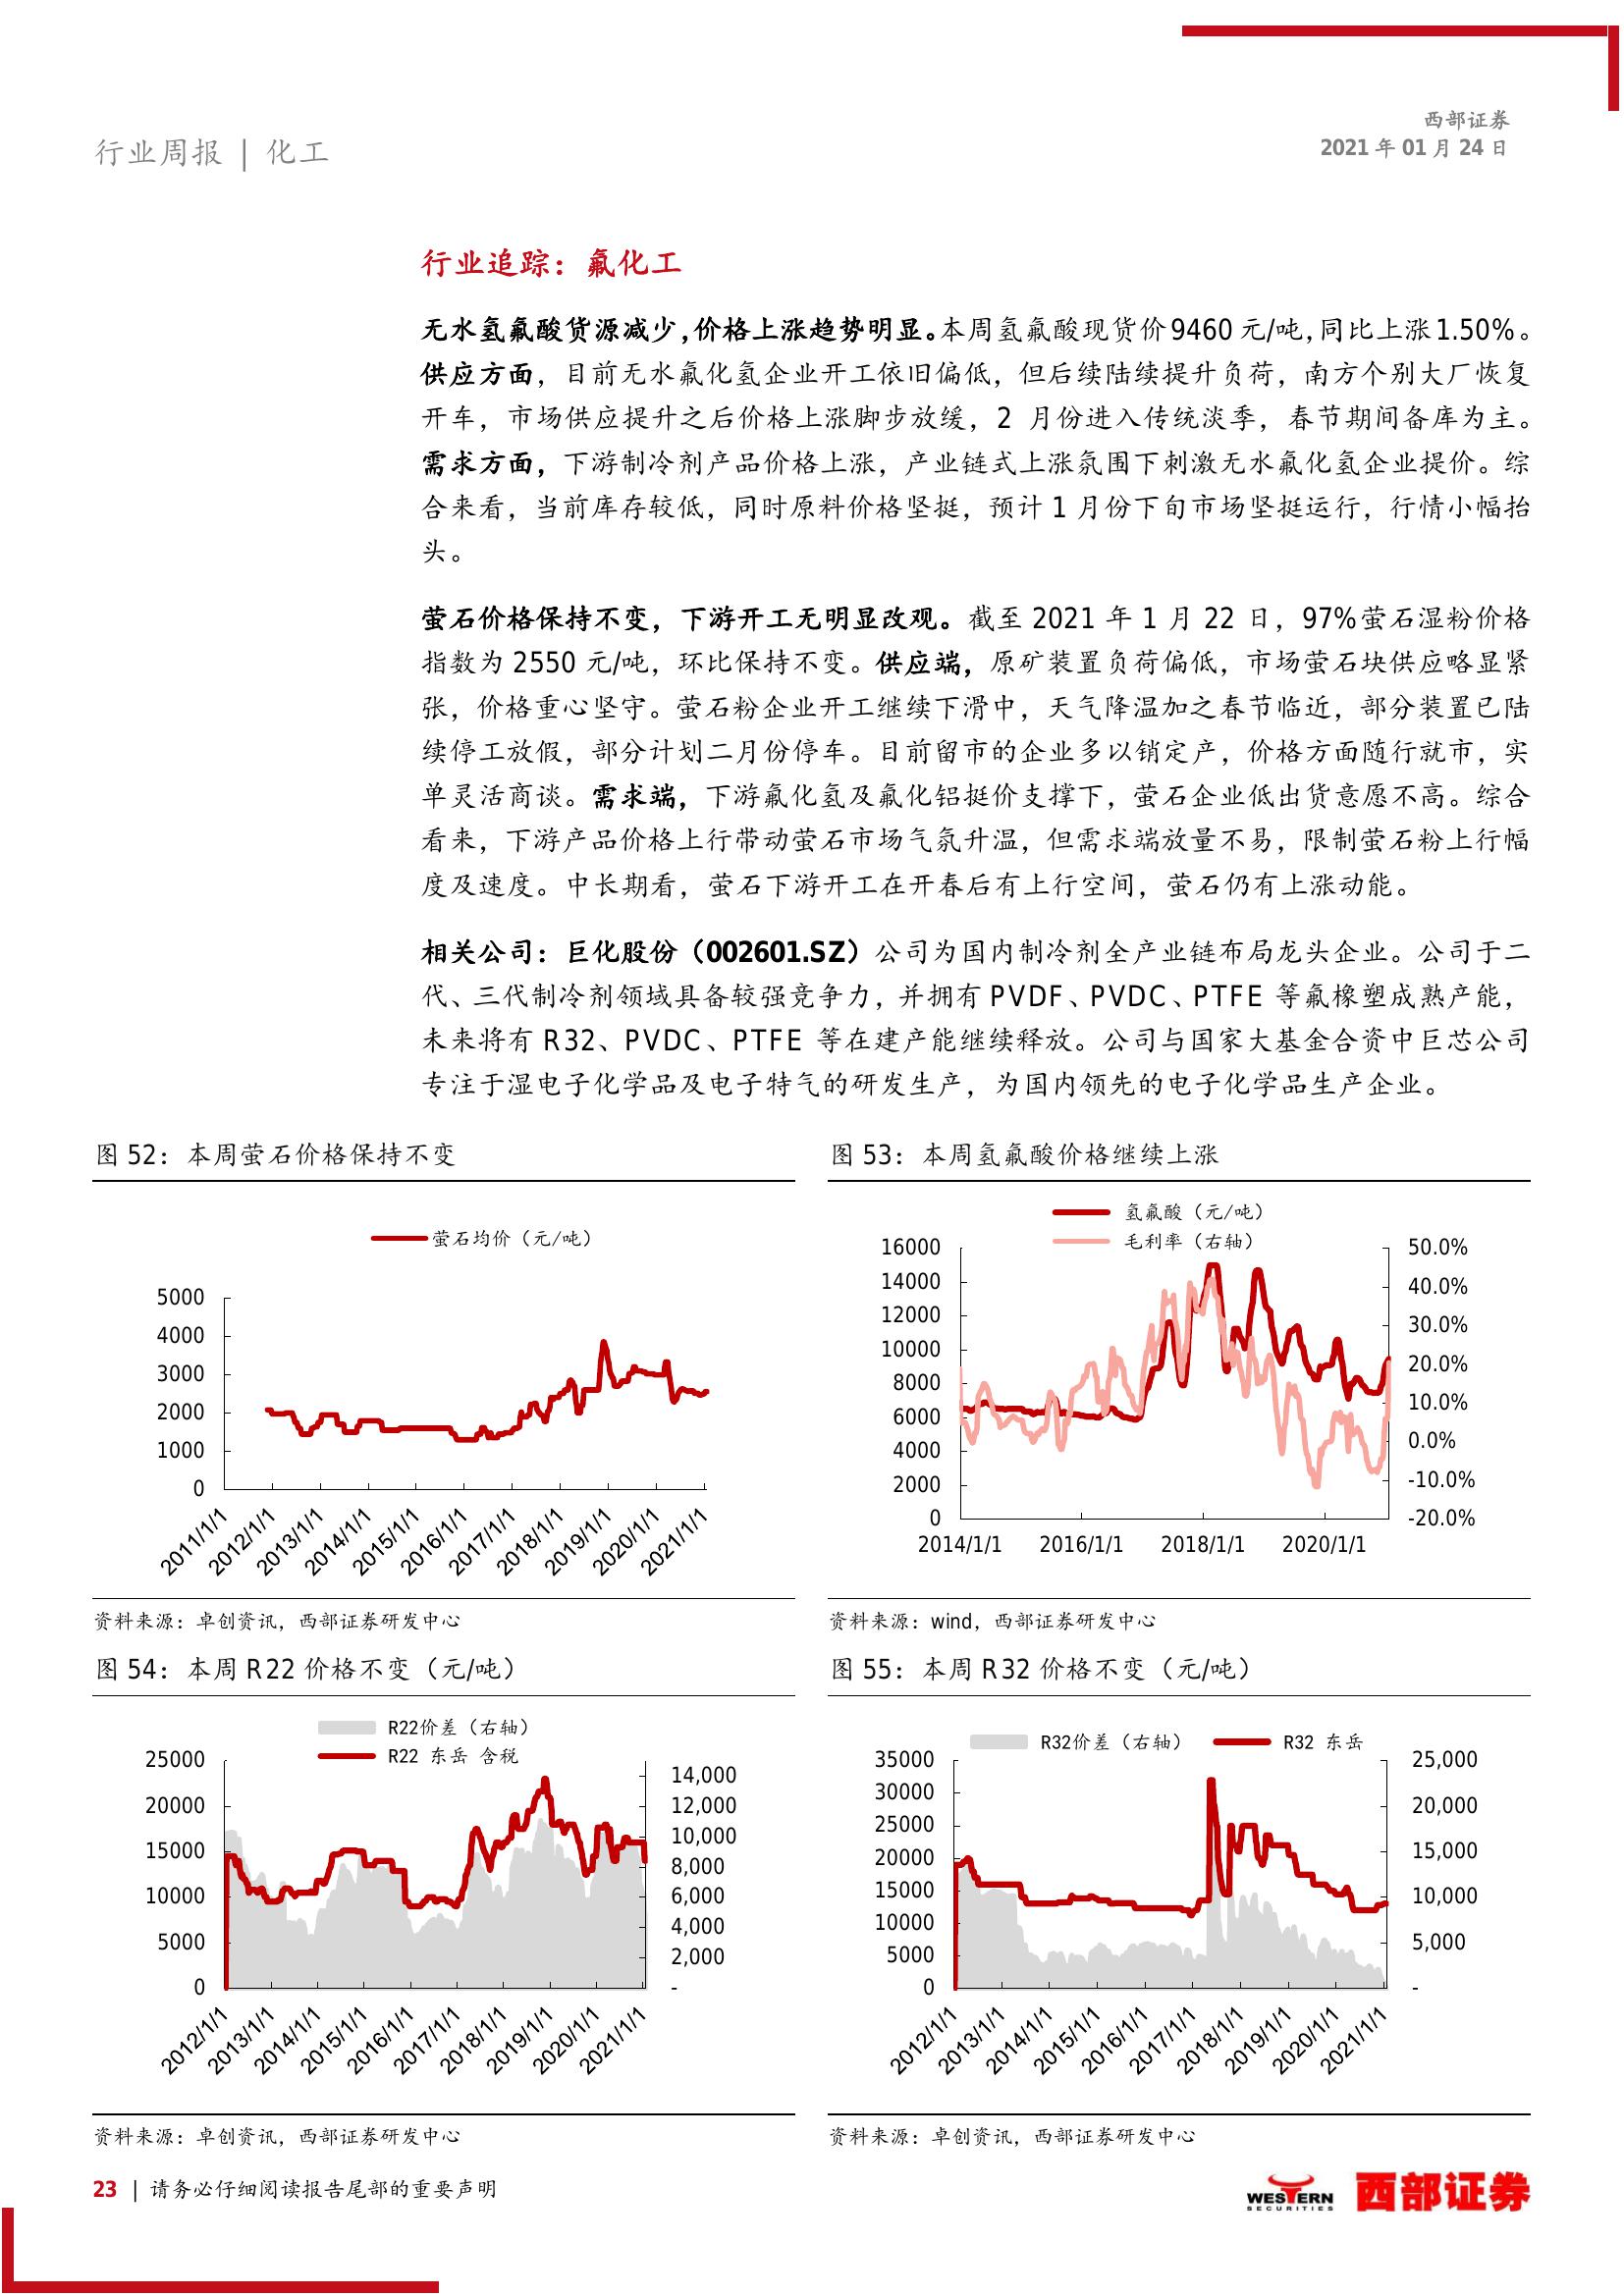 西部证券
行业周报 | 化工
2021 年 01 月 24 日
行业追踪：氟化工
无水氢氟酸货源减少，价格上涨趋势明显。本周氢氟酸现货价 9460 元/吨，同比上涨 1.50%。
供应方面，目前无水氟化氢企业开工依旧偏低，但后续陆续提升负荷，南方个别大厂恢复
开车，市场供应提升之后价格上涨脚步放缓，2 月份进入传统淡季，春节期间备库为主。
需求方面，下游制冷剂产品价格上涨，产业链式上涨氛围下刺激无水氟化氢企业提价。综
合来看，当前库存较低，同时原料价格坚挺，预计 1 月份下旬市场坚挺运行，行情小幅抬
头。
萤石价格保持不变，下游开工无明显改观。截至 2021 年 1 月 22 日，97%萤石湿粉价格
指数为 2550 元/吨，环比保持不变。供应端，原矿装置负荷偏低，市场萤石块供应略显紧
张，价格重心坚守。萤石粉企业开工继续下滑中，天气降温加之春节临近，部分装置已陆
续停工放假，部分计划二月份停车。目前留市的企业多以销定产，价格方面随行就市，实
单灵活商谈。需求端，下游氟化氢及氟化铝挺价支撑下，萤石企业低出货意愿不高。综合
看来，下游产品价格上行带动萤石市场气氛升温，但需求端放量不易，限制萤石粉上行幅
度及速度。中长期看，萤石下游开工在开春后有上行空间，萤石仍有上涨动能。
相关公司：巨化股份（002601.SZ）公司为国内制冷剂全产业链布局龙头企业。公司于二
代、三代制冷剂领域具备较强竞争力，并拥有 PVDF、PVDC、PTFE 等氟橡塑成熟产能，
未来将有 R32、PVDC、PTFE 等在建产能继续释放。公司与国家大基金合资中巨芯公司
专注于湿电子化学品及电子特气的研发生产，为国内领先的电子化学品生产企业。
图 52：本周萤石价格保持不变
萤石均价（元/吨）
5000
4000
3000
2000
1000
0
2011/1/1 2012/1/1 2013/1/1 2014/1/1 2015/1/1 2016/1/1 2017/1/1 2018/1/1 2019/1/1 2020/1/1 2021/1/1
资料来源：卓创资讯，西部证券研发中心
图 53：本周氢氟酸价格继续上涨
氢氟酸（元/吨）
毛利率（右轴）
16000 50.0%
14000 40.0%
12000 30.0%
10000 20.0%
8000 10.0%
6000 0.0%
4000 -10.0%
2000 -20.0%
0
2014/1/1 2016/1/1 2018/1/1 2020/1/1
资料来源：wind，西部证券研发中心
图 54：本周 R22 价格不变（元/吨）
R22价差（右轴）
R22 东岳 含税
25000 14,000
20000 12,000
15000 10,000
10000 8,000
5000 6,000
0 4,000
2,000
-
2012/1/1 2013/1/1 2014/1/1 2015/1/1 2016/1/1 2017/1/1 2018/1/1 2019/1/1 2020/1/1 2021/1/1
资料来源：卓创资讯，西部证券研发中心
图 55：本周 R32 价格不变（元/吨）
R32价差（右轴） R32 东岳
35000 25,000
30000 20,000
25000 15,000
20000 10,000
15000 5,000
10000 -
5000
0
2012/1/1 2013/1/1 2014/1/1 2015/1/1 2016/1/1 2017/1/1 2018/1/1 2019/1/1 2020/1/1 2021/1/1
资料来源：卓创资讯，西部证券研发中心
23 | 请务必仔细阅读报告尾部的重要声明
WESTERN
SECURITIES
西部证券